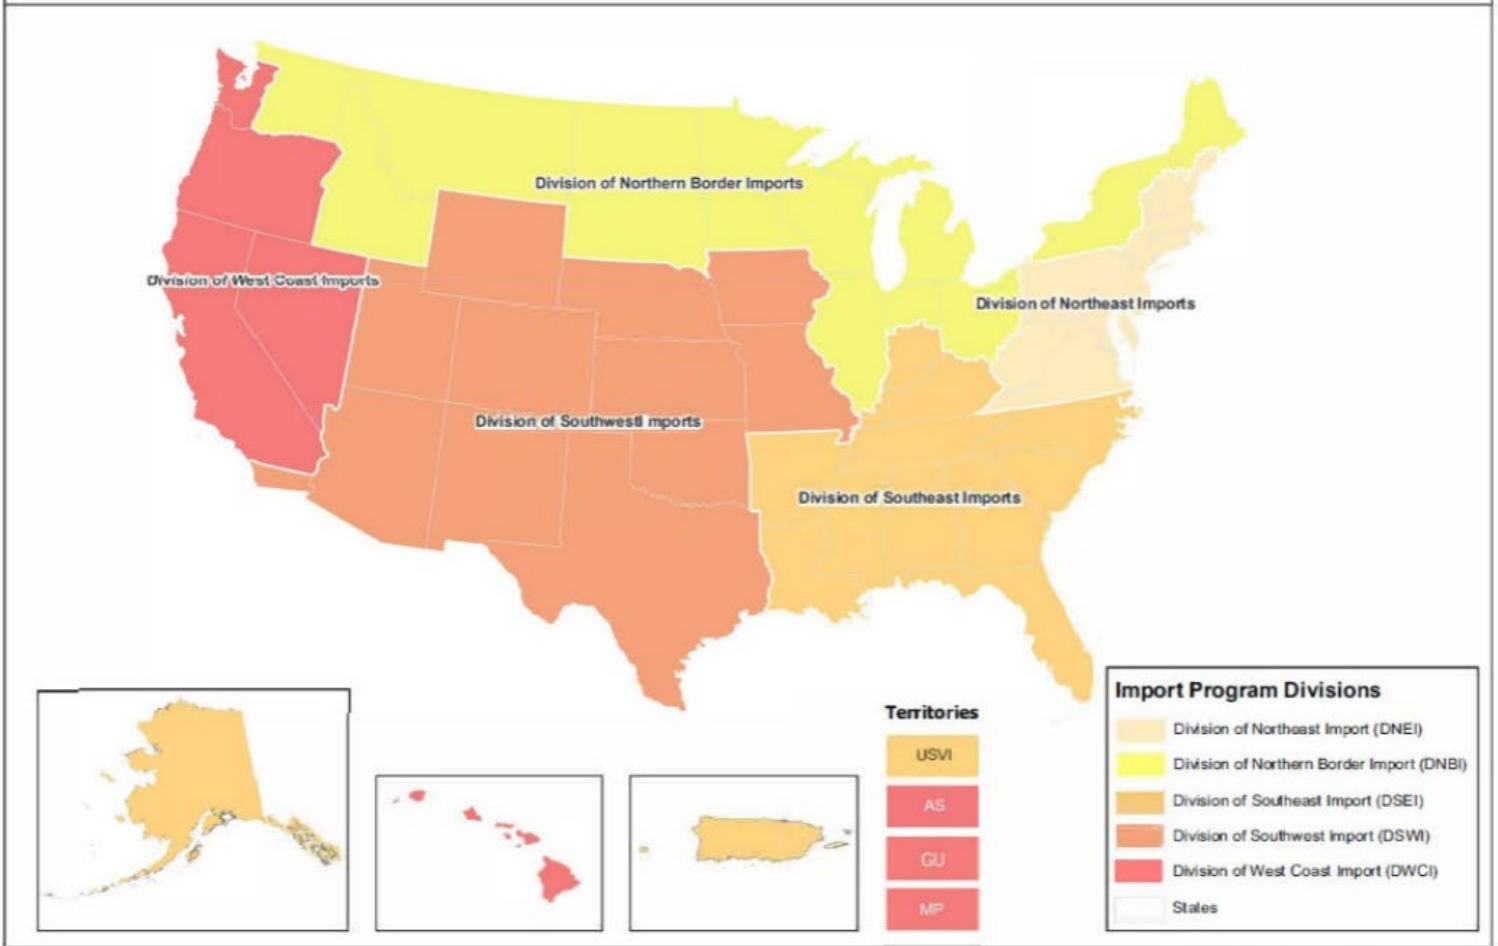 Division of Northern Border Imports
Division of West Coast Imports
Division of Northeast Imports
Division of Southwestl mports
Division of Southeast Imports
Territories
USVI
AS
GU
MP
Import Program Divisions
Division of Northeast Import (DNEI)
Division of Northern Border Import (DNBI)
Division of Southeast Import (DSEI)
Division of Southwest Import (DSWI)
Division of West Coast Import (DWCI)
States